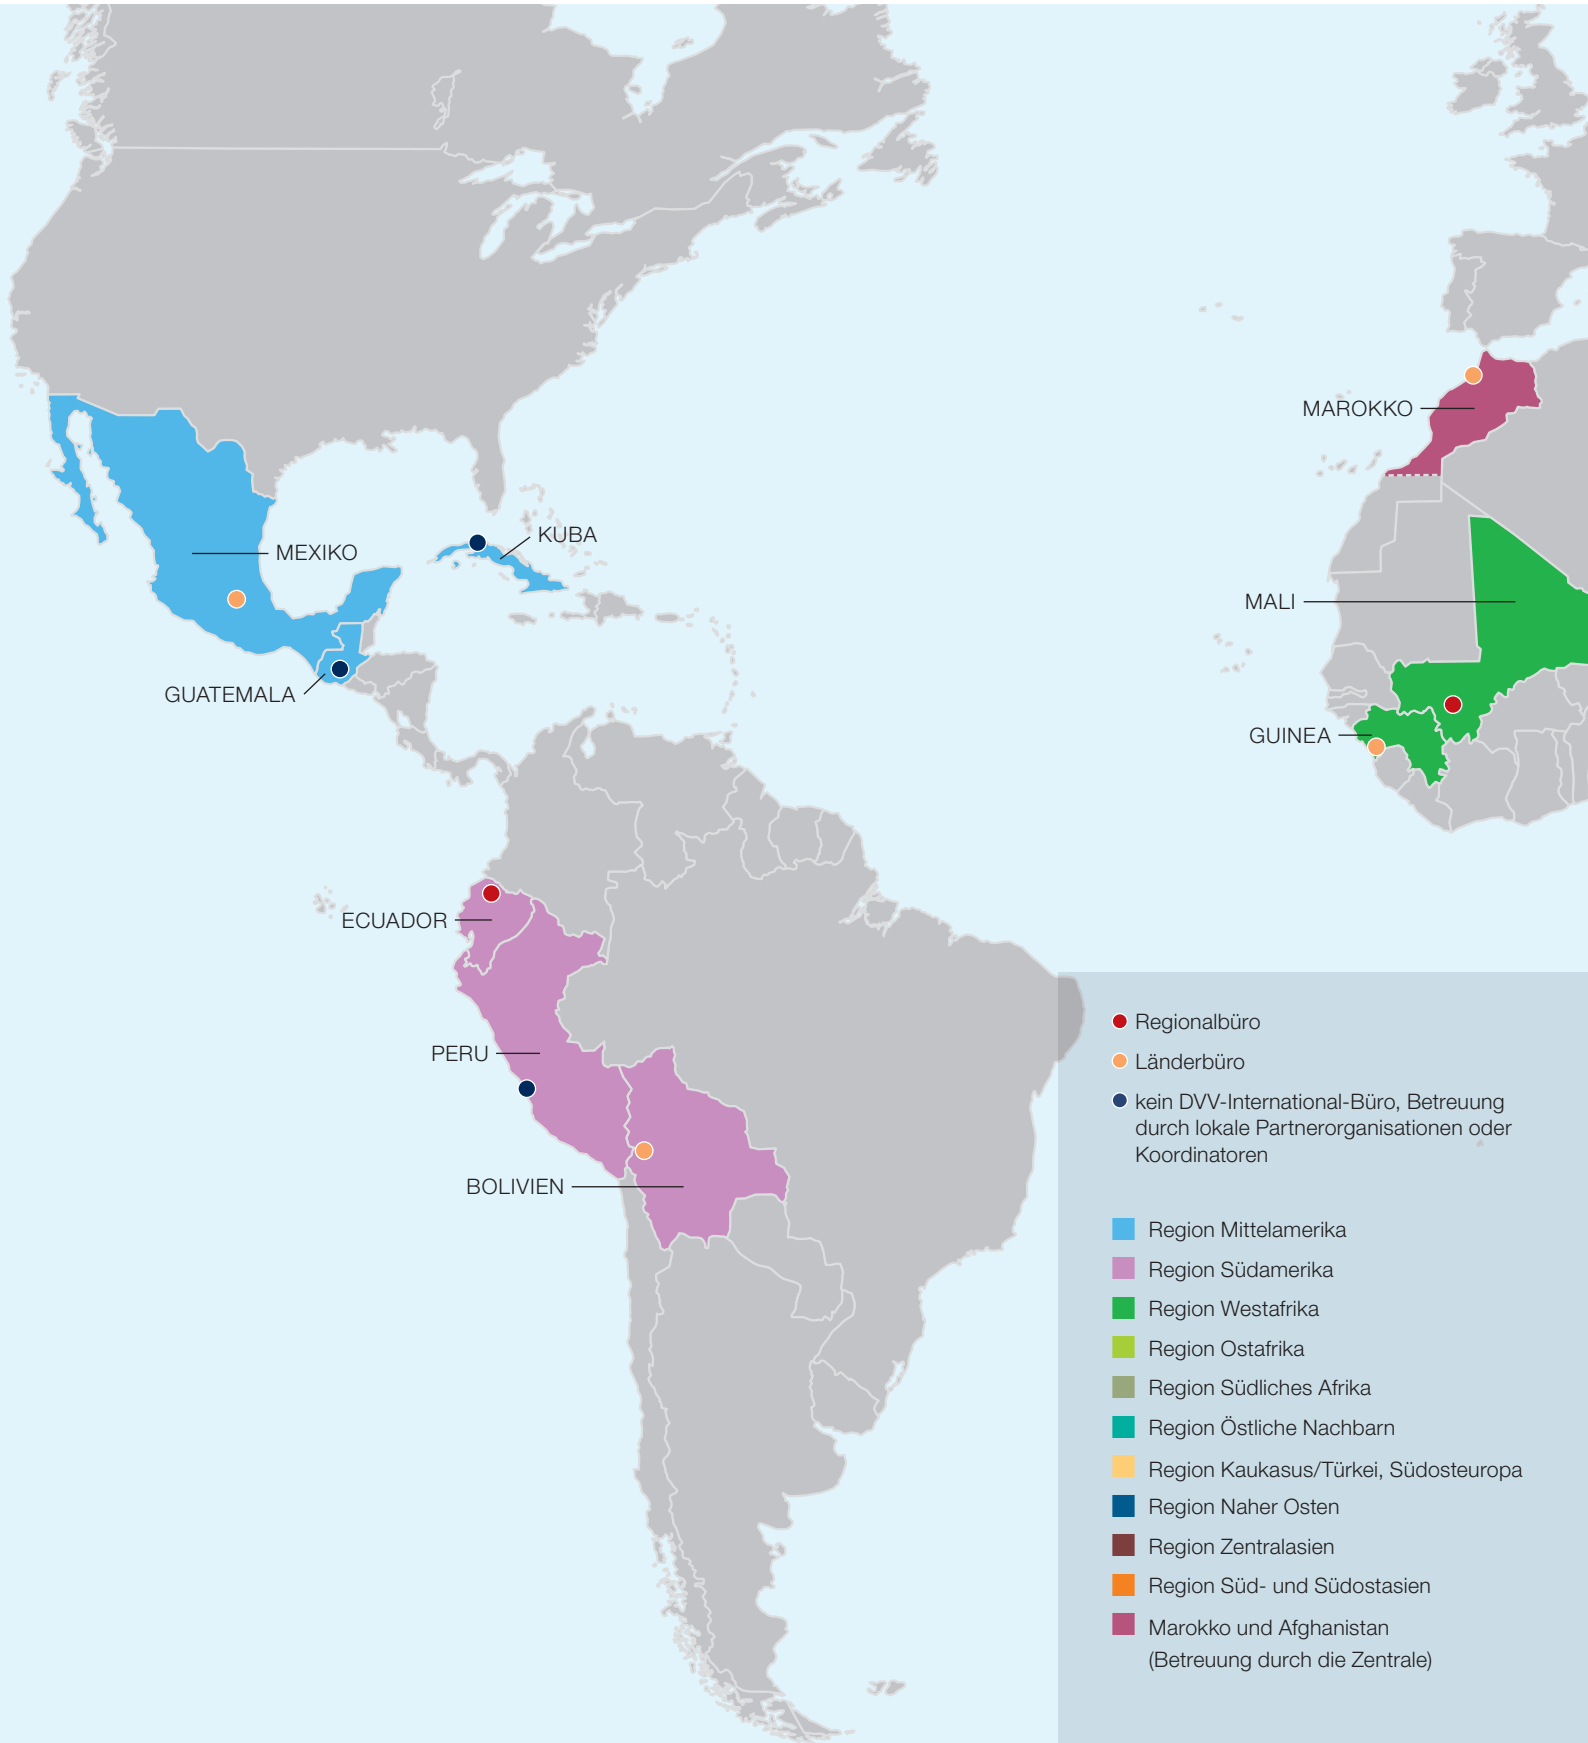 MAROKKO
KUBA
MEXIKO
MALI
GUATEMALA
GUINEA
ECUADOR
PERU
BOLIVIEN
Regionalbüro
Länderbüro
kein DVV-International-Büro, Betreuung
durch lokale Partnerorganisationen oder
Koordinatoren
Region Mittelamerika
Region Südamerika
Region Westafrika
Region Ostafrika
Region Südliches Afrika
Region Östliche Nachbarn
Region Kaukasus/Türkei, Südosteuropa
Region Naher Osten
Region Zentralasien
Region Süd- und Südostasien
Marokko und Afghanistan
(Betreuung durch die Zentrale)